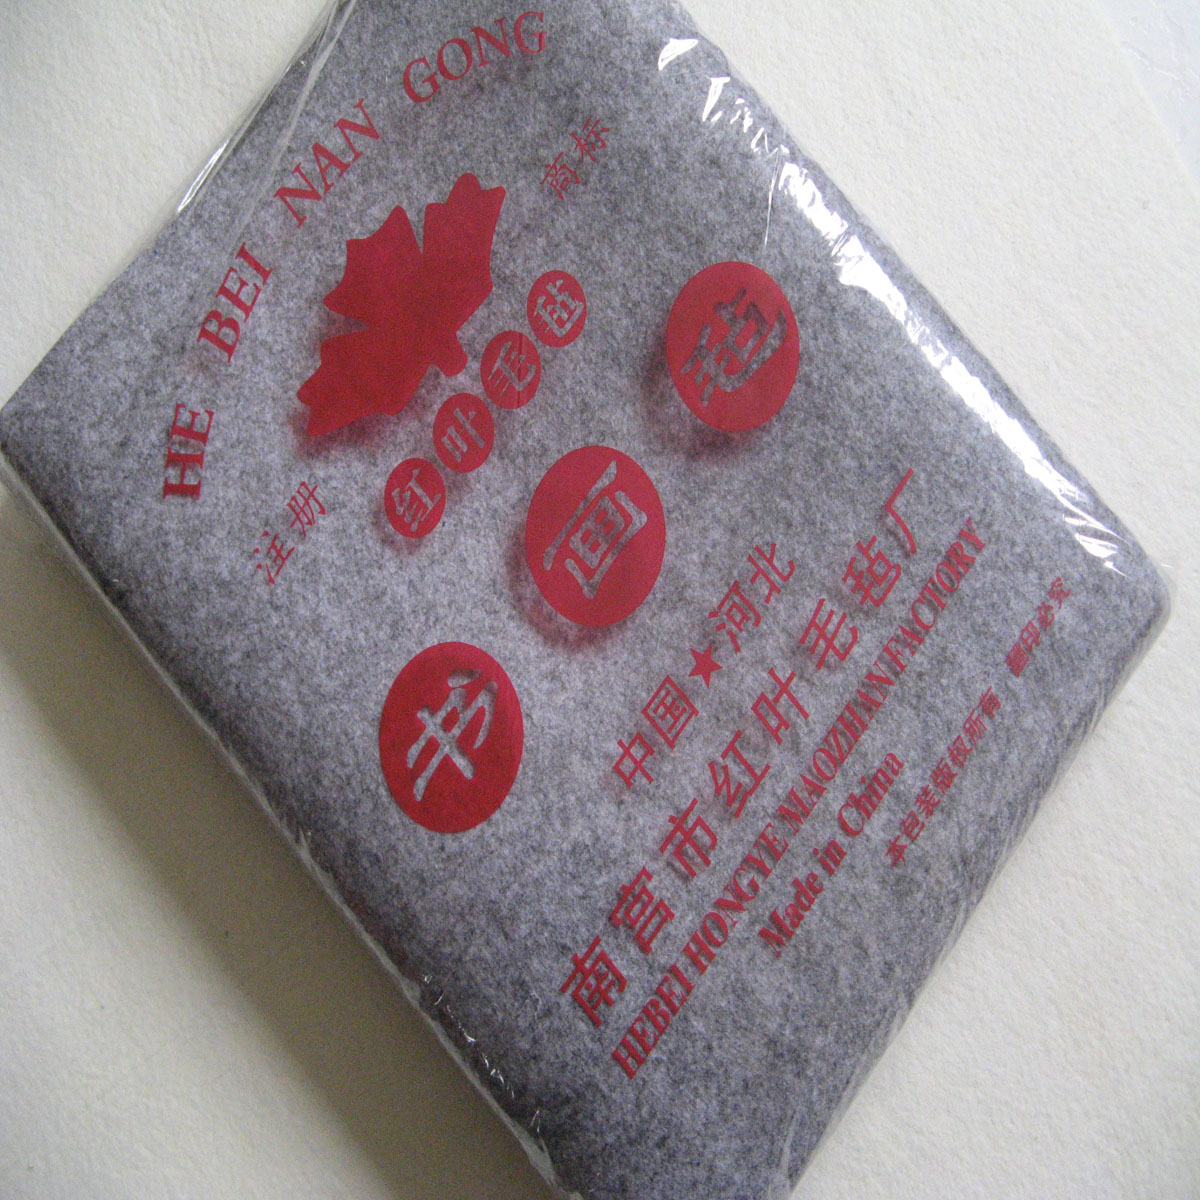 HE BEI NAN GONG
注册 商标
红叶毛毡
书画毡
中国★河北
南宫市红叶毛毡厂
HEBEI HONGYE MAOZHANFACTORY
Made in China
本包装版权所有 翻印必究